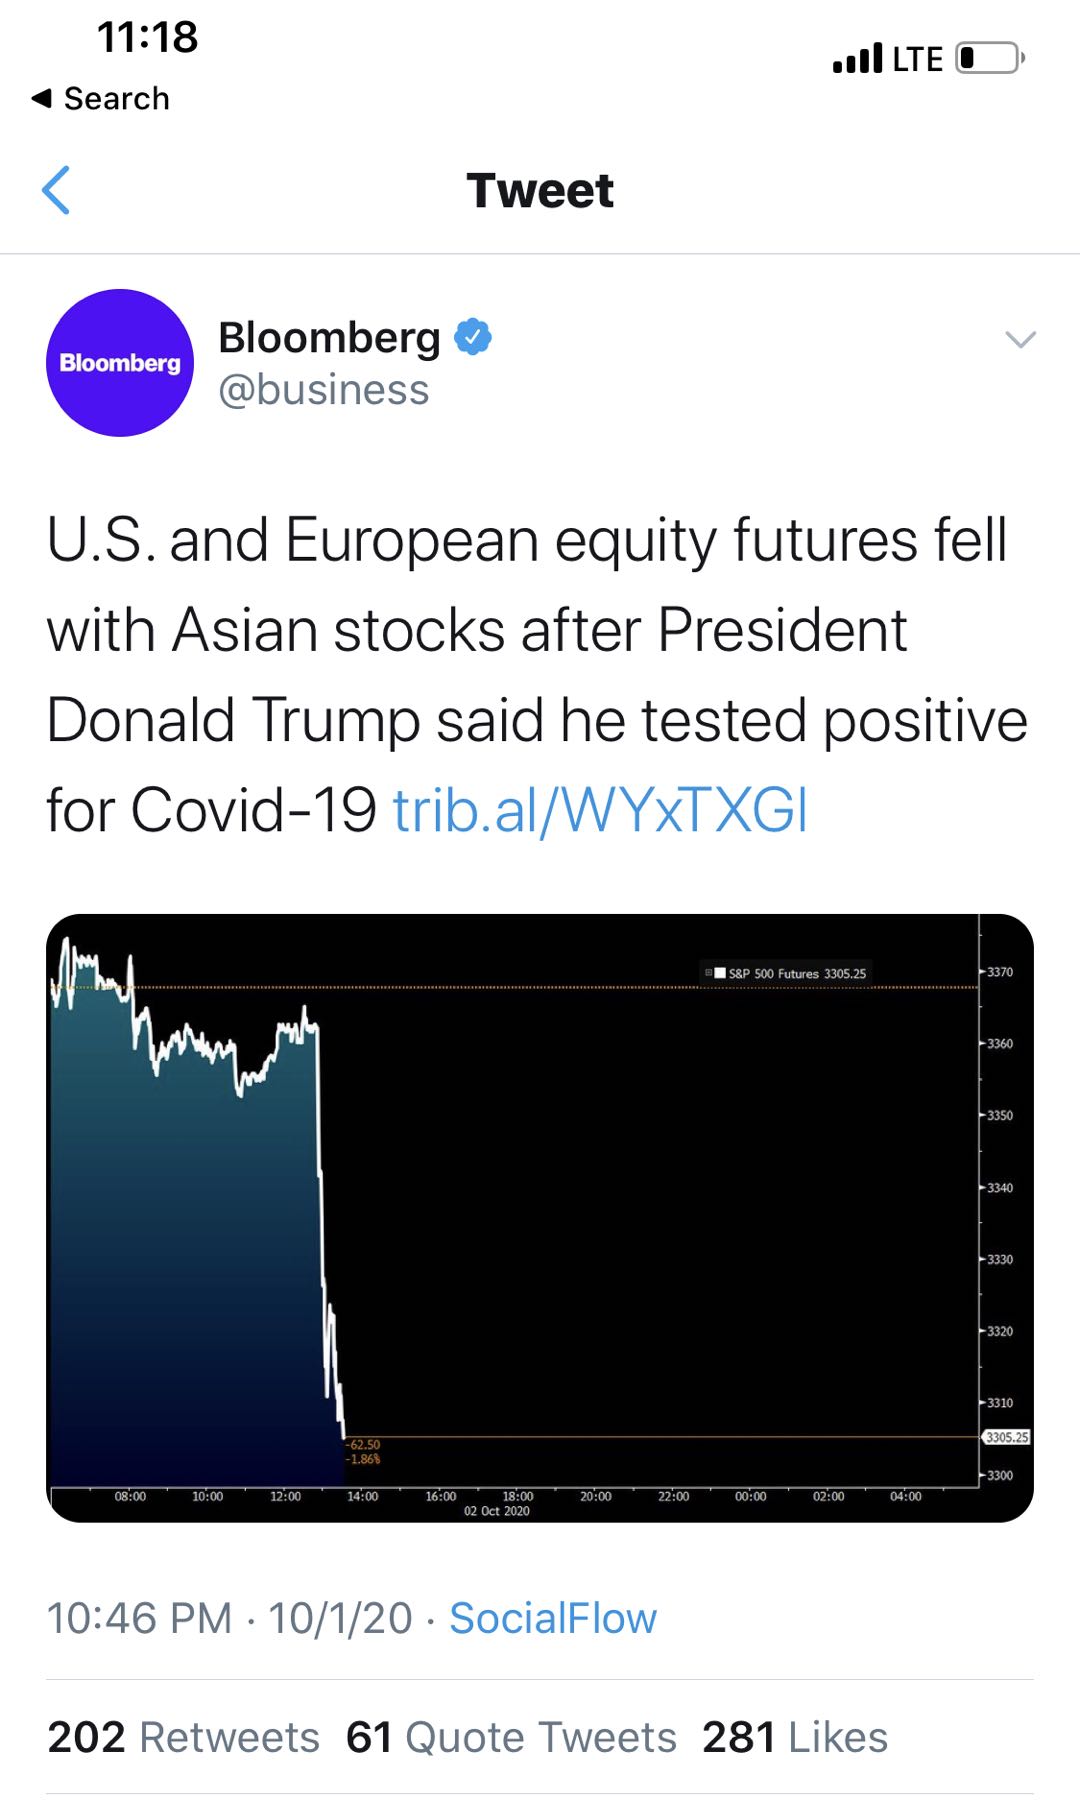 11:18
LTE
◀ Search
Tweet
Bloomberg
Bloomberg
@business
U.S. and European equity futures fell
with Asian stocks after President
Donald Trump said he tested positive
for Covid-19 trib.al/WYxTXGl
S&P 500 Futures 3305.25
3370
3360
3350
3340
3330
3320
3310
3305.25
3300
-62.50
-1.86%
08:00 10:00 12:00 14:00 16:00 18:00 20:00 22:00 00:00 02:00 04:00
02 Oct 2020
10:46 PM · 10/1/20 · SocialFlow
202 Retweets 61 Quote Tweets 281 Likes